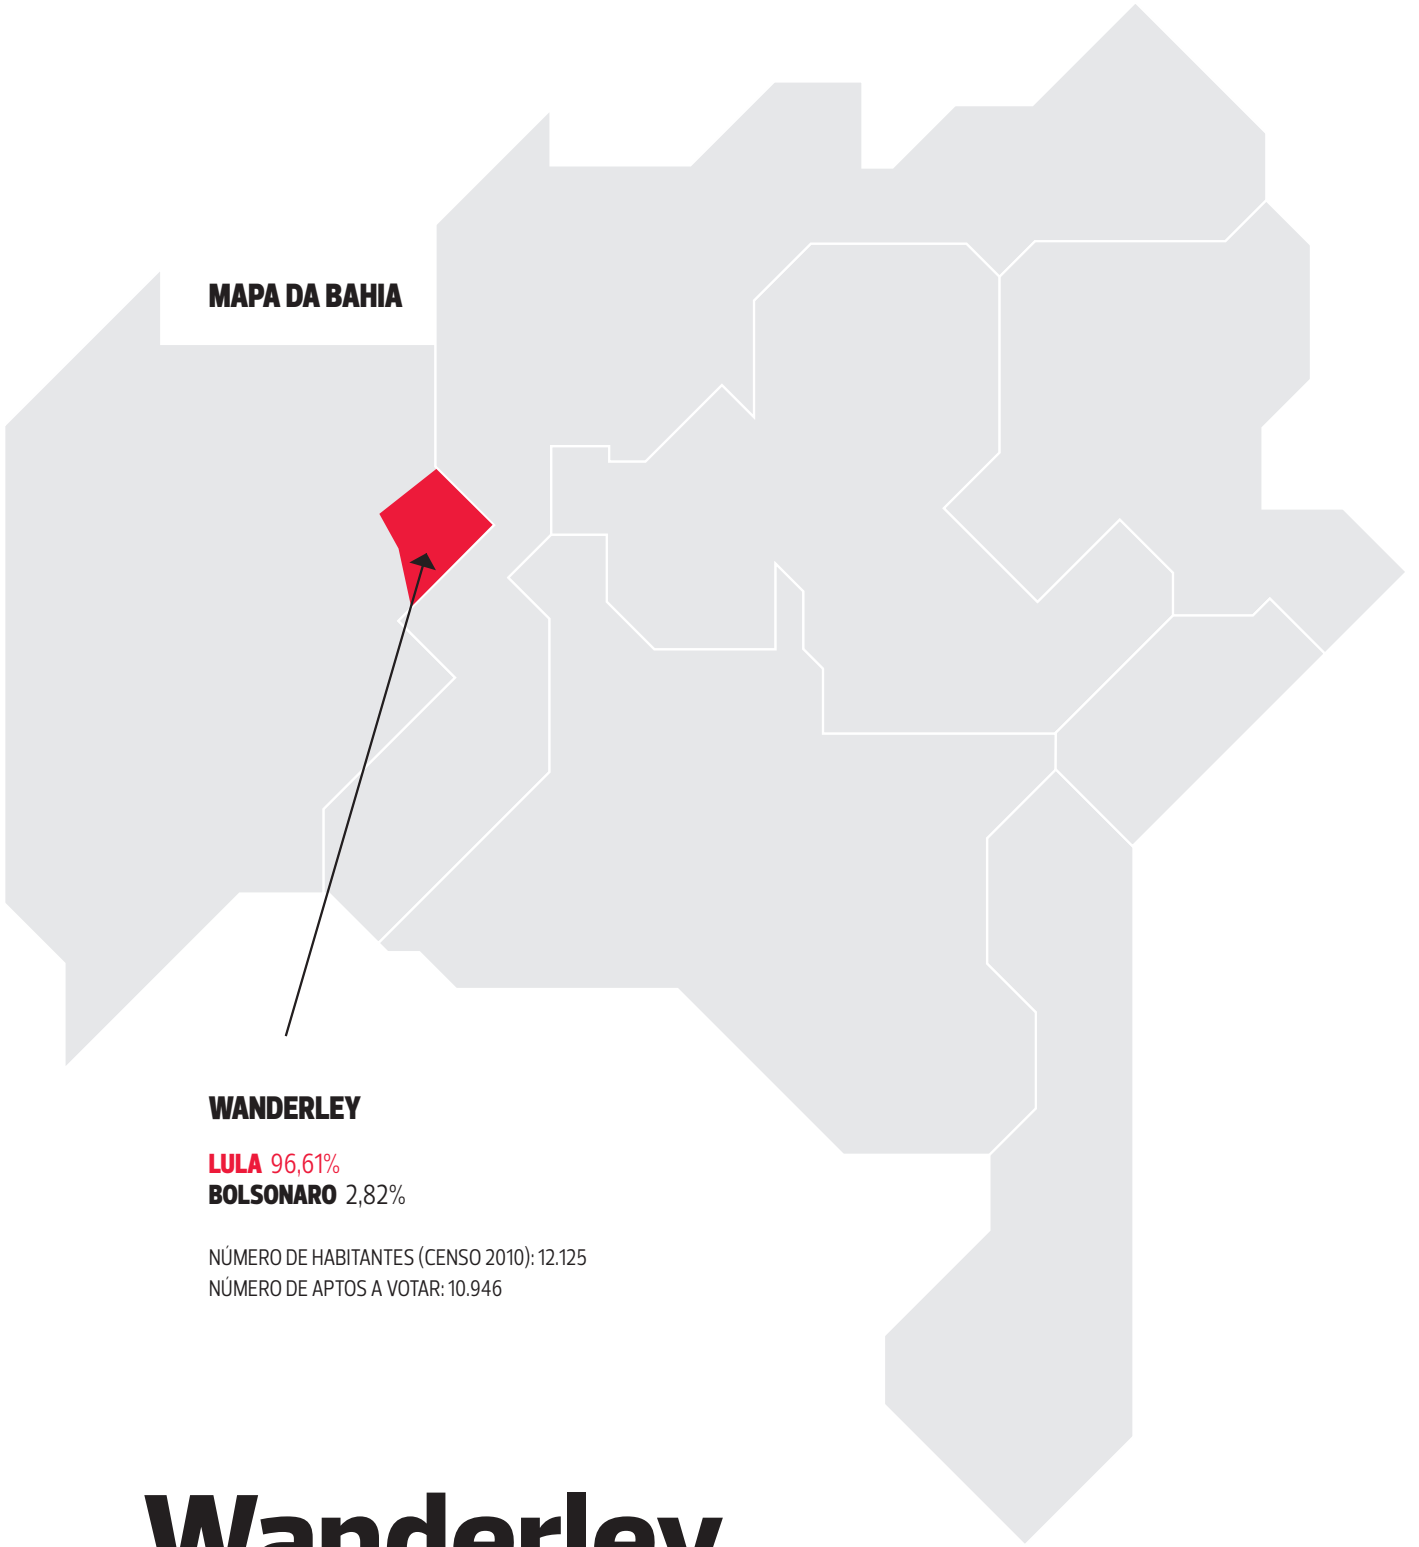 MAPA DA BAHIA
WANDERLEY
LULA 96,61%
BOLSONARO 2,82%
NÚMERO DE HABITANTES (CENSO 2010): 12.125
NÚMERO DE APTOS A VOTAR: 10.946
Wanderley